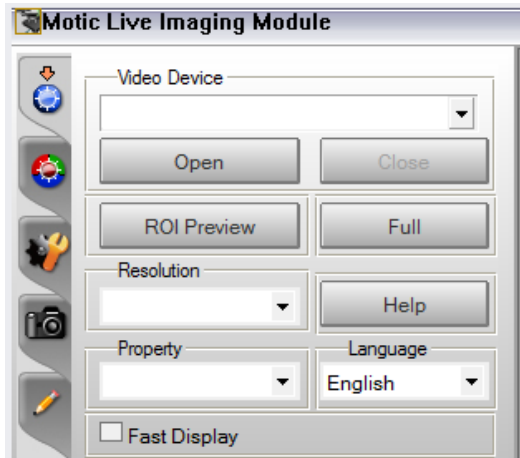 Motic Live Imaging Module
Video Device
Open Close
ROI Preview Full
Resolution
Help
Property Language
English
Fast Display